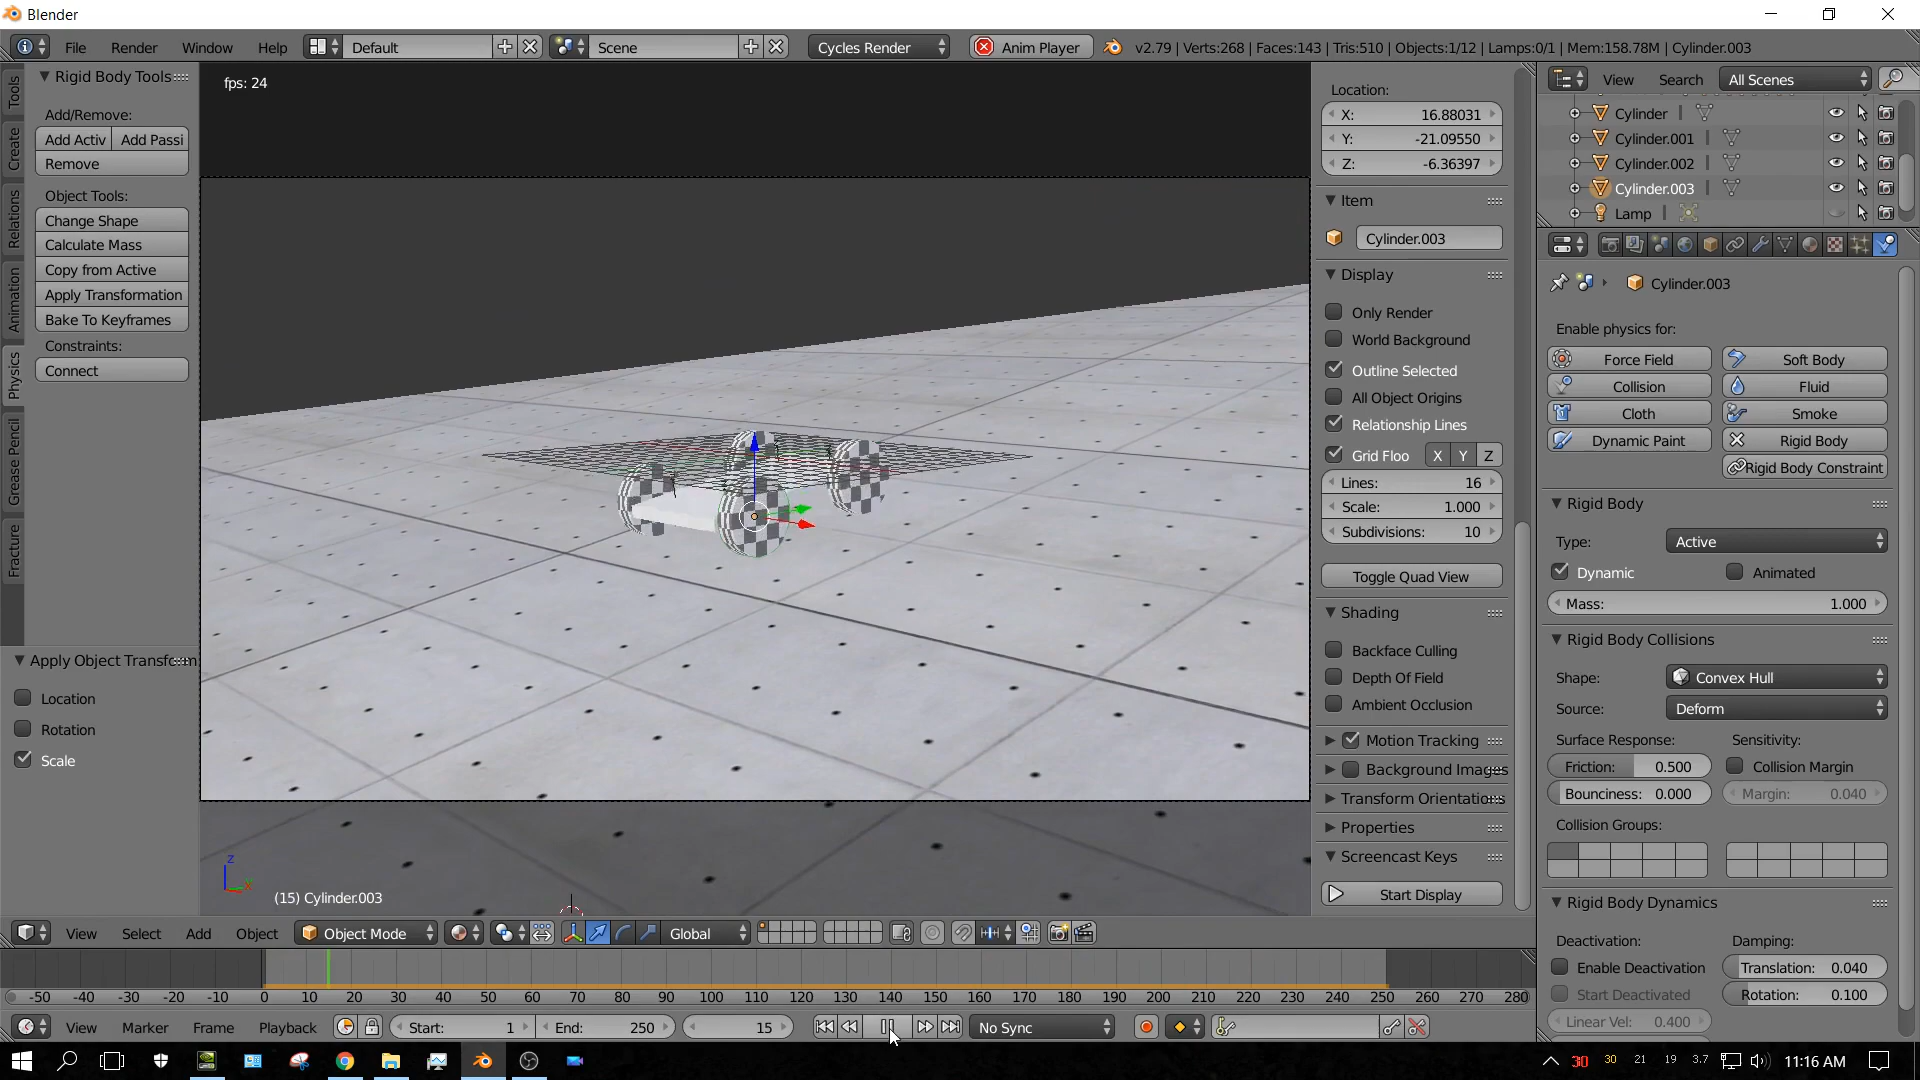 Blender
File Render Window Help Default Scene Cycles Render Anim Player v2.79 | Verts:268 | Faces:143 | Tris:510 | Objects:1/12 | Lamps:0/1 | Mem:158.78M | Cylinder.003
Tools
Create
Relations
Animation
Physics
Grease Pencil
Fracture
Rigid Body Tools
Add/Remove:
Add Activ Add Passi
Remove
Object Tools:
Change Shape
Calculate Mass
Copy from Active
Apply Transformation
Bake To Keyframes
Constraints:
Connect
Apply Object Transform
Location
Rotation
Scale
fps: 24
z
(15) Cylinder.003
Location:
X: 16.88031
Y: -21.09550
Z: -6.36397
Item
Cylinder.003
Display
Only Render
World Background
Outline Selected
All Object Origins
Relationship Lines
Grid Floo X Y Z
Lines: 16
Scale: 1.000
Subdivisions: 10
Toggle Quad View
Shading
Backface Culling
Depth Of Field
Ambient Occlusion
Motion Tracking
Background Images
Transform Orientations
Properties
Screencast Keys
Start Display
View Search All Scenes
Cylinder
Cylinder.001
Cylinder.002
Cylinder.003
Lamp
Cylinder.003
Enable physics for:
Force Field Soft Body
Collision Fluid
Cloth Smoke
Dynamic Paint Rigid Body
Rigid Body Constraint
Rigid Body
Type: Active
Dynamic Animated
Mass: 1.000
Rigid Body Collisions
Shape: Convex Hull
Source: Deform
Surface Response: Sensitivity:
Friction: 0.500 Collision Margin
Bounciness: 0.000 Margin: 0.040
Collision Groups:
Rigid Body Dynamics
Deactivation: Damping:
Enable Deactivation Translation: 0.040
Start Deactivated Rotation: 0.100
Linear Vel: 0.400
View Select Add Object Object Mode Global
-50 -40 -30 -20 -10 0 10 20 30 40 50 60 70 80 90 100 110 120 130 140 150 160 170 180 190 200 210 220 230 240 250 260 270 280
View Marker Frame Playback Start: 1 End: 250 15 No Sync
30 30 21 19 3.7 11:16 AM